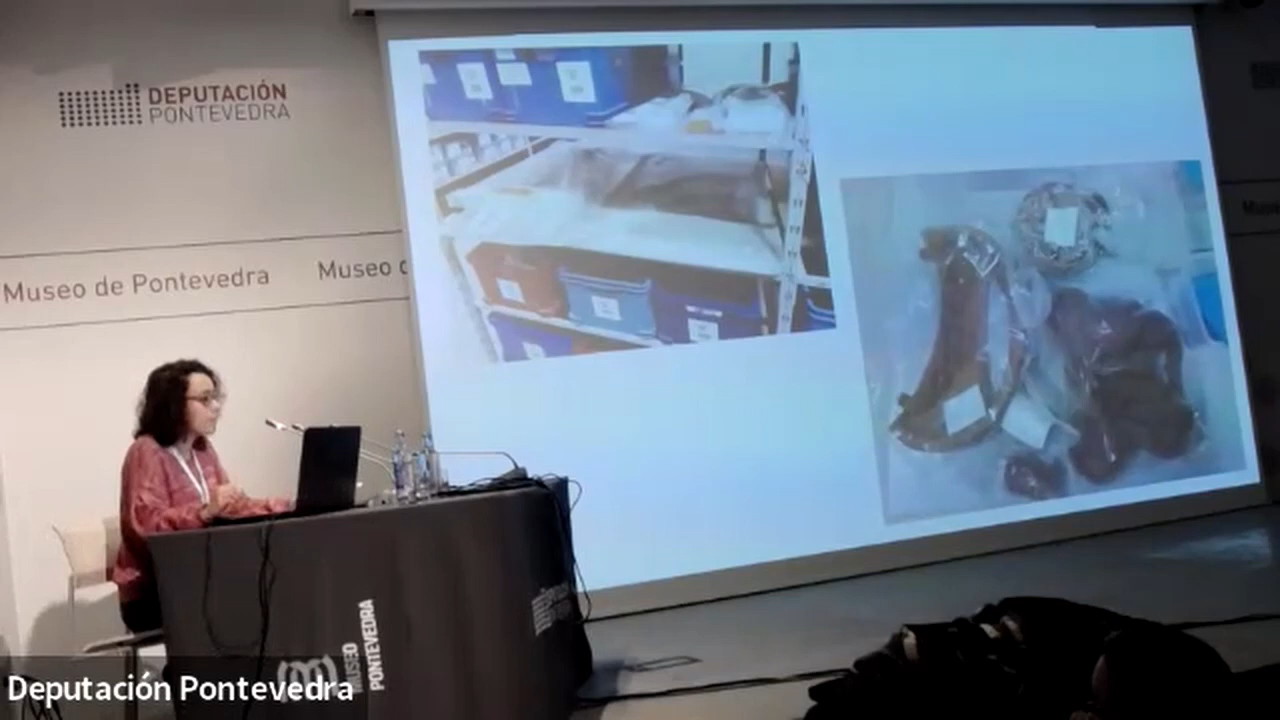 DEPUTACIÓN
PONTEVEDRA
Museo de Pontevedra
Museo
MUSEO
PONTEVEDRA
Deputación Pontevedra